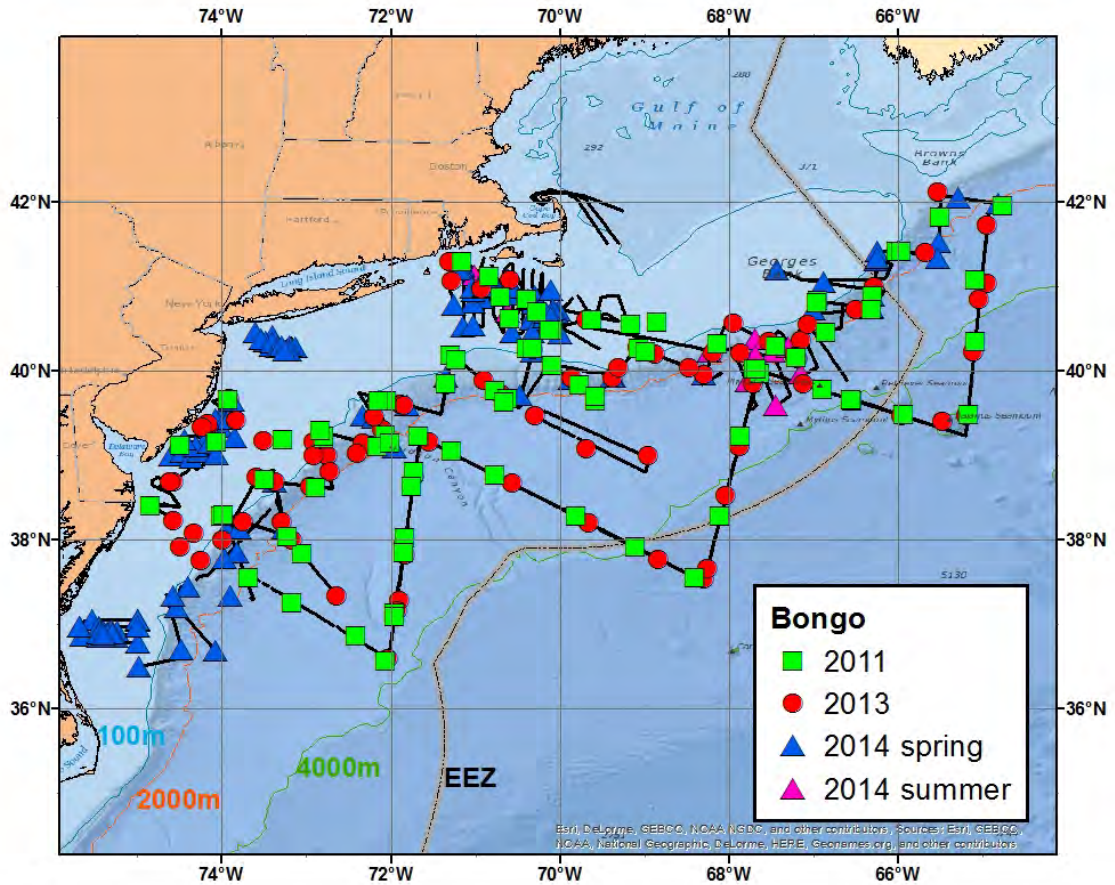 74°W 72°W 70°W 68°W 66°W
280
Gulf of
292
371
Browns
Bank
Boston
42°N 42°N
Hartford
Long Island Sound
Georges
New York
40°N 40°N
38°N 38°N
5130
Bongo
2011
2013
2014 spring
2014 summer
36°N 36°N
100m
4000m
EEZ
2000m
Esri, DeLorme, GEBCO, NOAA NGDC, and other contributors, Sources: Esri, GEBCO,
NOAA, National Geographic, DeLorme, HERE, Geonames.org, and other contributors
74°W 72°W 70°W 68°W 66°W